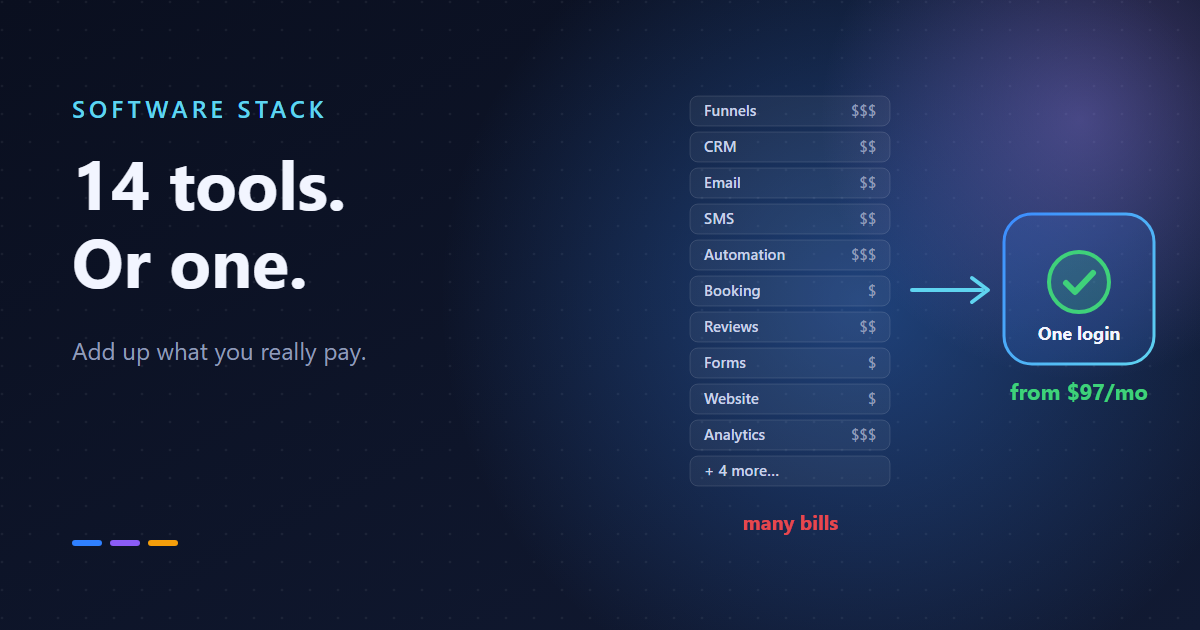 SOFTWARE STACK
14 tools.
Or one.
Add up what you really pay.
Funnels $$$
CRM $$
Email $$
SMS $$
Automation $$$
Booking $
Reviews $$
Forms $
Website $
Analytics $$$
+ 4 more...
many bills
One login
from $97/mo